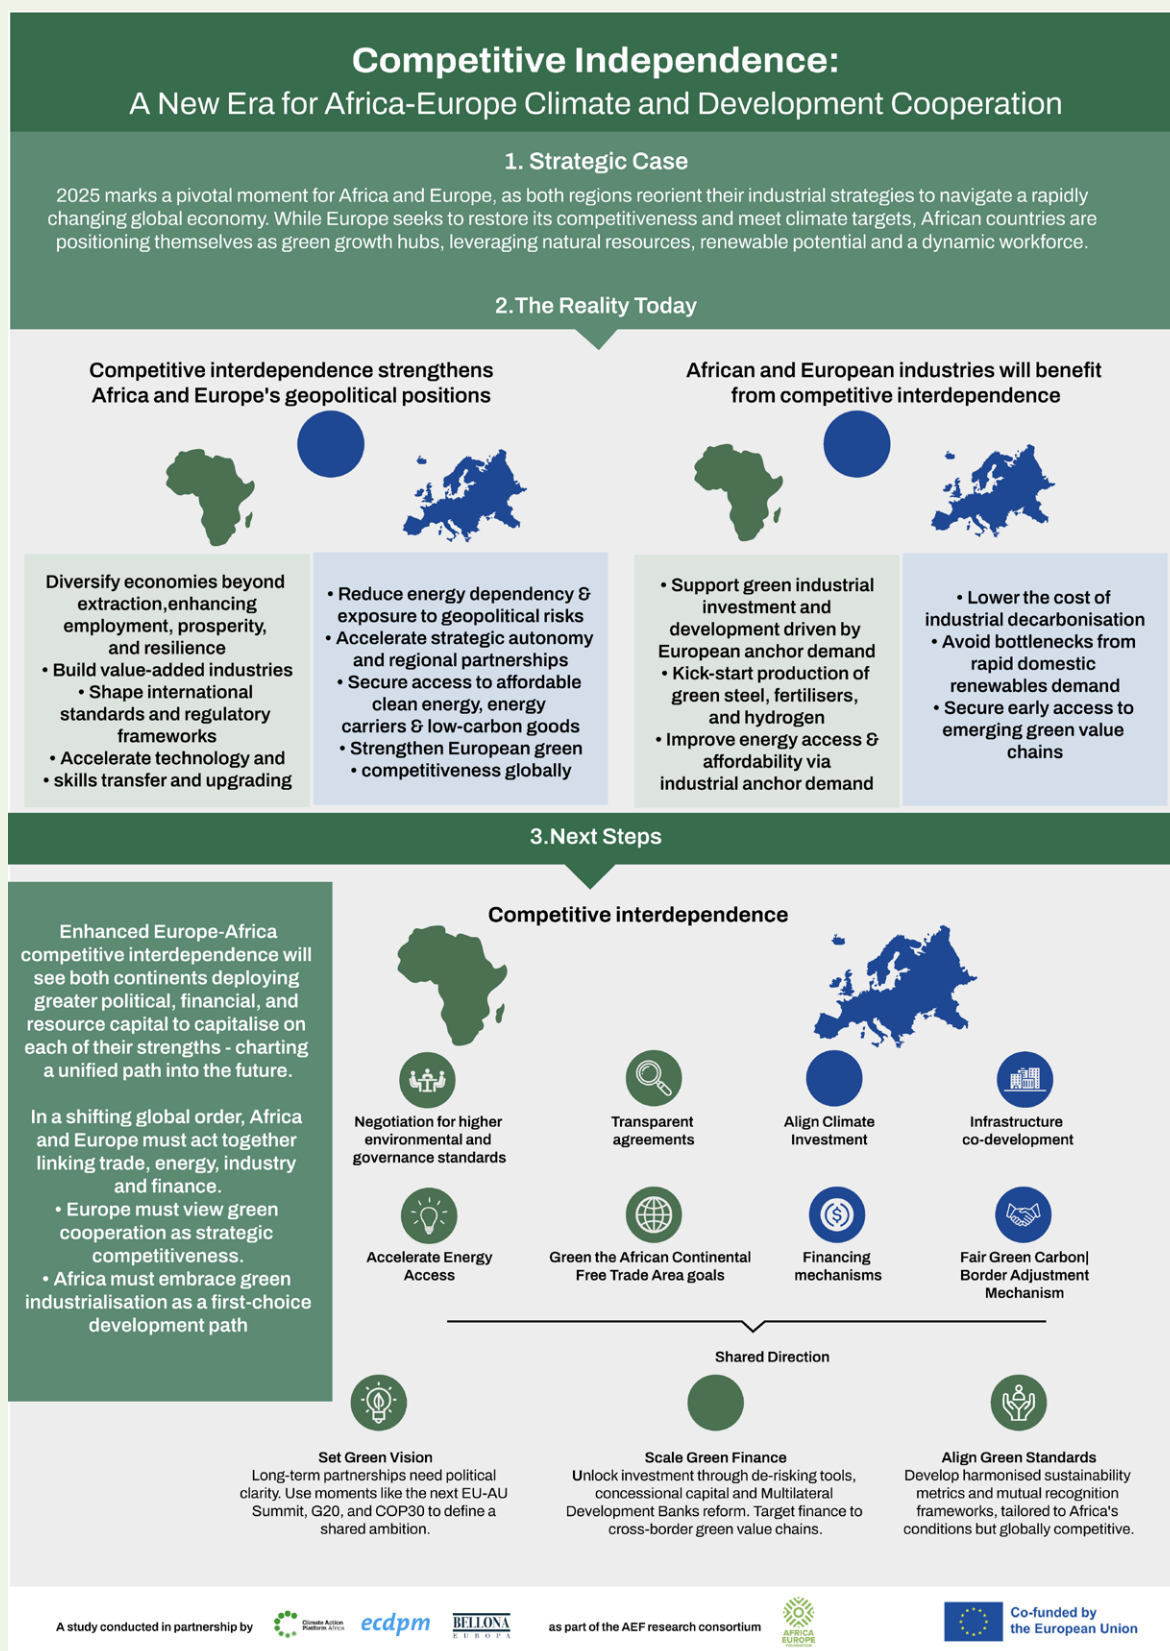 Competitive Independence:
A New Era for Africa-Europe Climate and Development Cooperation
1. Strategic Case
2025 marks a pivotal moment for Africa and Europe, as both regions reorient their industrial strategies to navigate a rapidly
changing global economy. While Europe seeks to restore its competitiveness and meet climate targets, African countries are
positioning themselves as green growth hubs, leveraging natural resources, renewable potential and a dynamic workforce.
2.The Reality Today
Competitive interdependence strengthens
Africa and Europe's geopolitical positions
Diversify economies beyond
extraction,enhancing
employment, prosperity,
and resilience
• Build value-added industries
• Shape international
standards and regulatory
frameworks
• Accelerate technology and
• skills transfer and upgrading
• Reduce energy dependency &
exposure to geopolitical risks
• Accelerate strategic autonomy
and regional partnerships
• Secure access to affordable
clean energy, energy
carriers & low-carbon goods
• Strengthen European green
• competitiveness globally
African and European industries will benefit
from competitive interdependence
• Support green industrial
investment and
development driven by
European anchor demand
• Kick-start production of
green steel, fertilisers,
and hydrogen
• Improve energy access &
affordability via
industrial anchor demand
• Lower the cost of
industrial decarbonisation
• Avoid bottlenecks from
rapid domestic
renewables demand
• Secure early access to
emerging green value
chains
3.Next Steps
Enhanced Europe-Africa
competitive interdependence will
see both continents deploying
greater political, financial, and
resource capital to capitalise on
each of their strengths - charting
a unified path into the future.
In a shifting global order, Africa
and Europe must act together
linking trade, energy, industry
and finance.
• Europe must view green
cooperation as strategic
competitiveness.
• Africa must embrace green
industrialisation as a first-choice
development path
Competitive interdependence
Negotiation for higher
environmental and
governance standards
Transparent
agreements
Align Climate
Investment
Infrastructure
co-development
Accelerate Energy
Access
Green the African Continental
Free Trade Area goals
Financing
mechanisms
Fair Green Carbon|
Border Adjustment
Mechanism
Shared Direction
Set Green Vision
Long-term partnerships need political
clarity. Use moments like the next EU-AU
Summit, G20, and COP30 to define a
shared ambition.
Scale Green Finance
Unlock investment through de-risking tools,
concessional capital and Multilateral
Development Banks reform. Target finance to
cross-border green value chains.
Align Green Standards
Develop harmonised sustainability
metrics and mutual recognition
frameworks, tailored to Africa's
conditions but globally competitive.
A study conducted in partnership by
Climate Action
Platform Africa
ecdpm
BELLONA
EUROPA
as part of the AEF research consortium
AFRICA
EUROPE
FOUNDATION
Co-funded by
the European Union